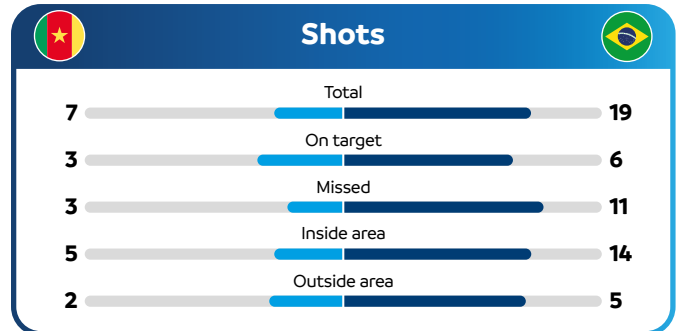 Shots
Total
7 19
On target
3 6
Missed
3 11
Inside area
5 14
Outside area
2 5